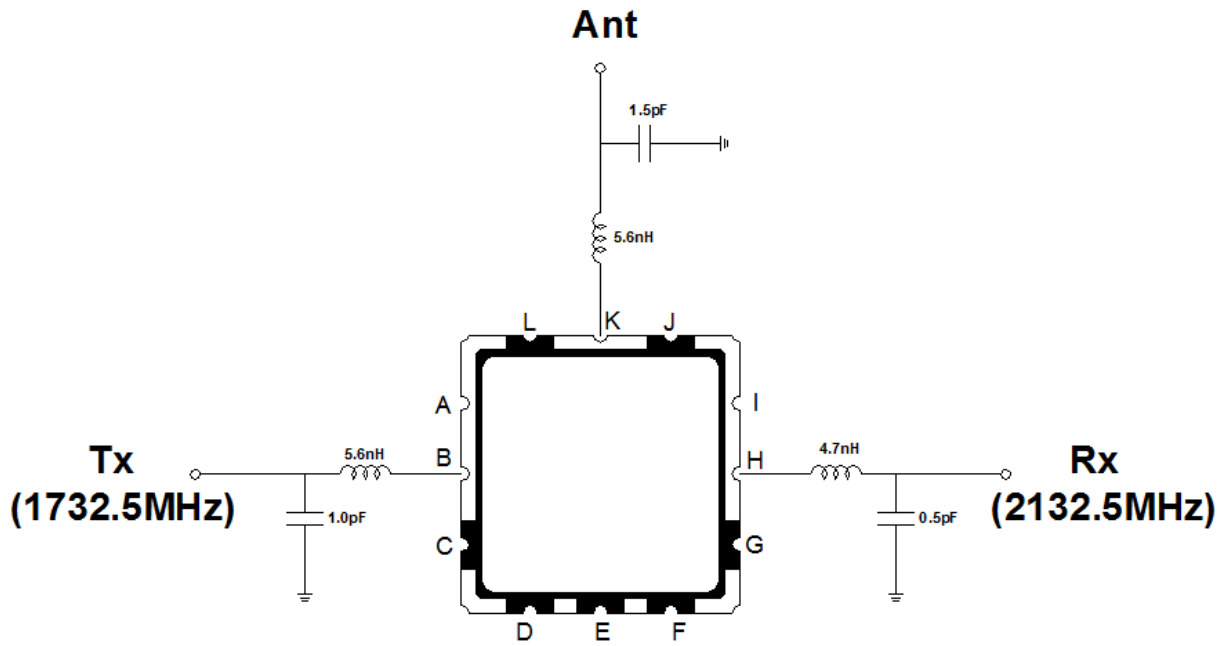 Ant
1.5pF
5.6nH
L K J
A I
Tx
(1732.5MHz)
5.6nH
B
H
4.7nH
Rx
(2132.5MHz)
1.0pF
0.5pF
C G
D E F